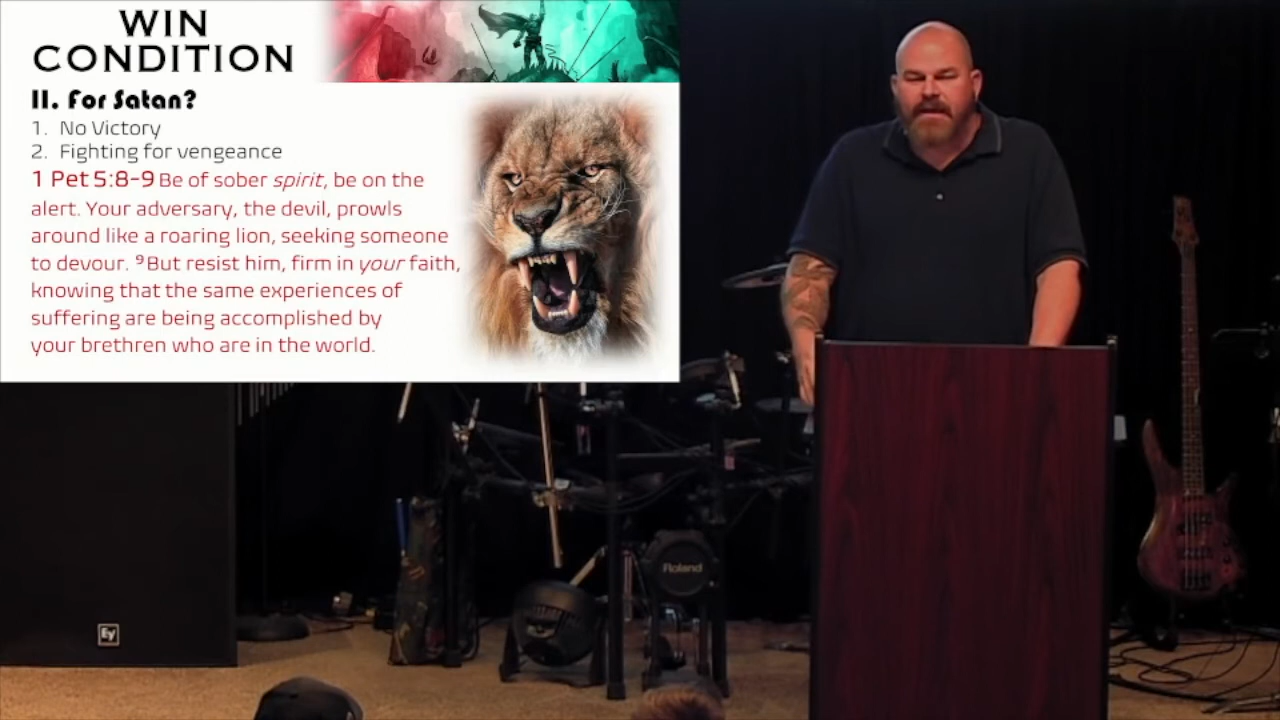 WIN
CONDITION
II. For Satan?
1. No Victory
2. Fighting for vengeance
1 Pet 5:8-9 Be of sober spirit, be on the
alert. Your adversary, the devil, prowls
around like a roaring lion, seeking someone
to devour. ⁹But resist him, firm in your faith,
knowing that the same experiences of
suffering are being accomplished by
your brethren who are in the world.
Roland
EV